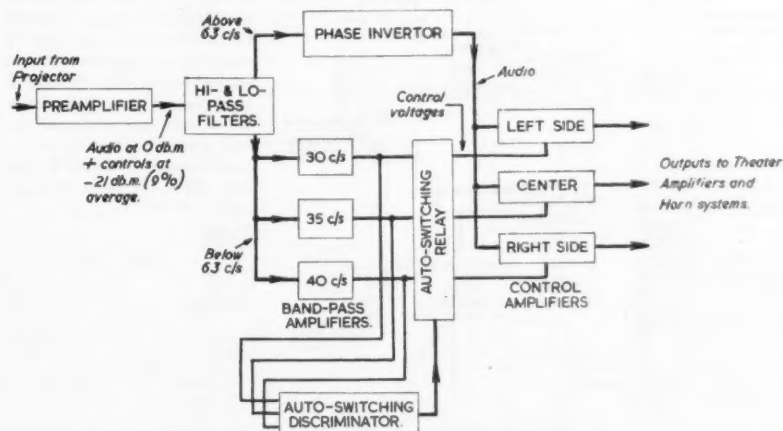 Above
63 c/s
PHASE INVERTOR
Input from
Projector
Audio
PREAMPLIFIER
HI- & LO-
PASS
FILTERS.
Control
voltages
LEFT SIDE
Audio at 0 db.m.
+ controls at
-21 db.m. (9%)
average.
30 c/s
35 c/s
40 c/s
Below
63 c/s
BAND-PASS
AMPLIFIERS.
AUTO-SWITCHING
RELAY
CENTER
RIGHT SIDE
CONTROL
AMPLIFIERS
Outputs to Theater
Amplifiers and
Horn systems.
AUTO-SWITCHING
DISCRIMINATOR.